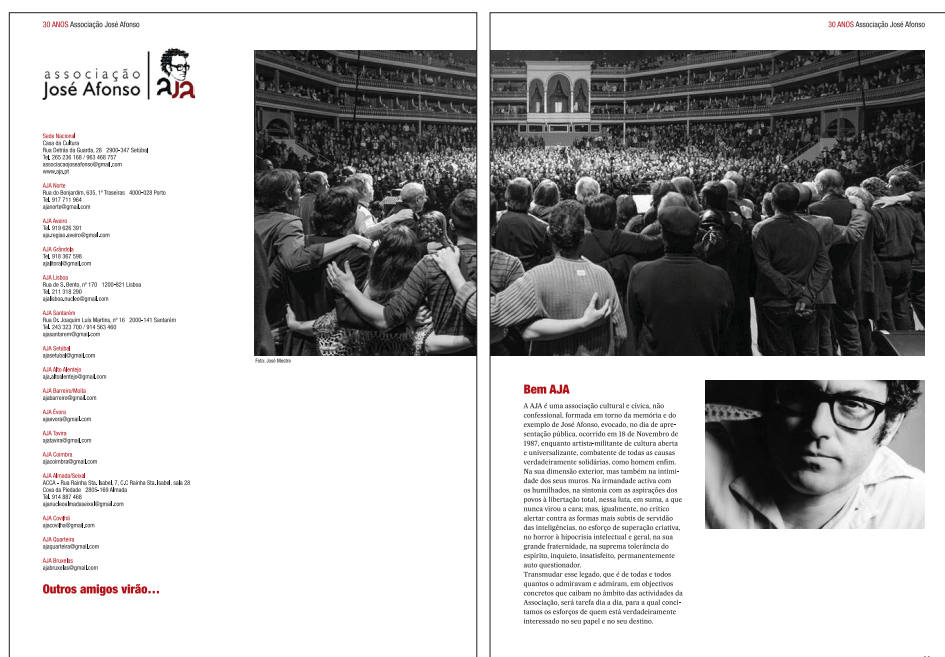 30 ANOS Associação José Afonso
associação
José Afonso
aja
Sede Nacional
Casa da Cultura
Rua Detrás da Guarda, 28 2900-347 Setúbal
Tel. 265 236 168 / 963 468 757
associacaojoseafonso@gmail.com
www.aja.pt
AJA Norte
Rua do Bonjardim, 635, 1º Traseiras 4000-028 Porto
Tel. 917 711 964
ajanorte@gmail.com
AJA Aveiro
Tel. 919 626 391
aja.regiao.aveiro@gmail.com
AJA Grândola
Tel. 918 367 598
ajalitoral@gmail.com
AJA Lisboa
Rua de S. Bento, nº 170 1200-821 Lisboa
Tel. 211 318 290
ajalisboa.nucleo@gmail.com
AJA Santarém
Rua Dr. Joaquim Luís Martins, nº 16 2000-141 Santarém
Tel. 243 323 700 / 914 563 460
ajasantarem@gmail.com
AJA Setúbal
ajasetubal@gmail.com
AJA Alto Alentejo
aja.altoalentejo@gmail.com
AJA Barreiro/Moita
ajabarreiro@gmail.com
AJA Évora
ajaevora@gmail.com
AJA Tavira
ajatavira@gmail.com
AJA Coimbra
ajacoimbra@gmail.com
AJA Almada/Seixal
ACCA - Rua Rainha Sta. Isabel, 7, C.C Rainha Sta. Isabel, sala 28
Cova da Piedade 2805-169 Almada
Tel. 914 887 468
ajanucleoalmadaseixal@gmail.com
AJA Covilhã
ajacovilha@gmail.com
AJA Quarteira
ajaquarteira@gmail.com
AJA Bruxelas
ajabruxelas@gmail.com
Outros amigos virão...
Foto: José Mestre
30 ANOS Associação José Afonso
Bem AJA
A AJA é uma associação cultural e cívica, não
confessional, formada em torno da memória e do
exemplo de José Afonso, evocado, no dia de apre-
sentação pública, ocorrido em 18 de Novembro de
1987, enquanto artista-militante de cultura aberta
e universalizante, combatente de todas as causas
verdadeiramente solidárias, como homem enfim.
Na sua dimensão exterior, mas também na intimi-
dade dos seus muros. Na irmandade activa com
os humilhados, na sintonia com as aspirações dos
povos à libertação total, nessa luta, em suma, a que
nunca virou a cara; mas, igualmente, no crítico
alertar contra as formas mais subtis de servidão
das inteligências, no esforço de superação criativa,
no horror à hipocrisia intelectual e geral, na sua
grande fraternidade, na suprema tolerância do
espírito, inquieto, insatisfeito, permanentemente
auto questionador.
Transmudar esse legado, que é de todas e todos
quantos o admiravam e admiram, em objectivos
concretos que caibam no âmbito das actividades da
Associação, será tarefa dia a dia, para a qual conci-
tamos os esforços de quem está verdadeiramente
interessado no seu papel e no seu destino.